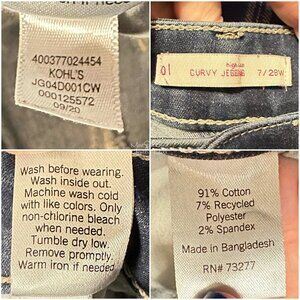 400377024454
KOHL'S
JG04D001CW
000125572
09/20
01
CURVY JEGGING 7/28W
Wash before wearing.
Wash inside out.
Machine wash cold
with like colors. Only
non-chlorine bleach
when needed.
Tumble dry low.
Remove promptly.
Warm iron if needed
91% Cotton
7% Recycled
Polyester
2% Spandex
Made in Bangladesh
RN# 73277